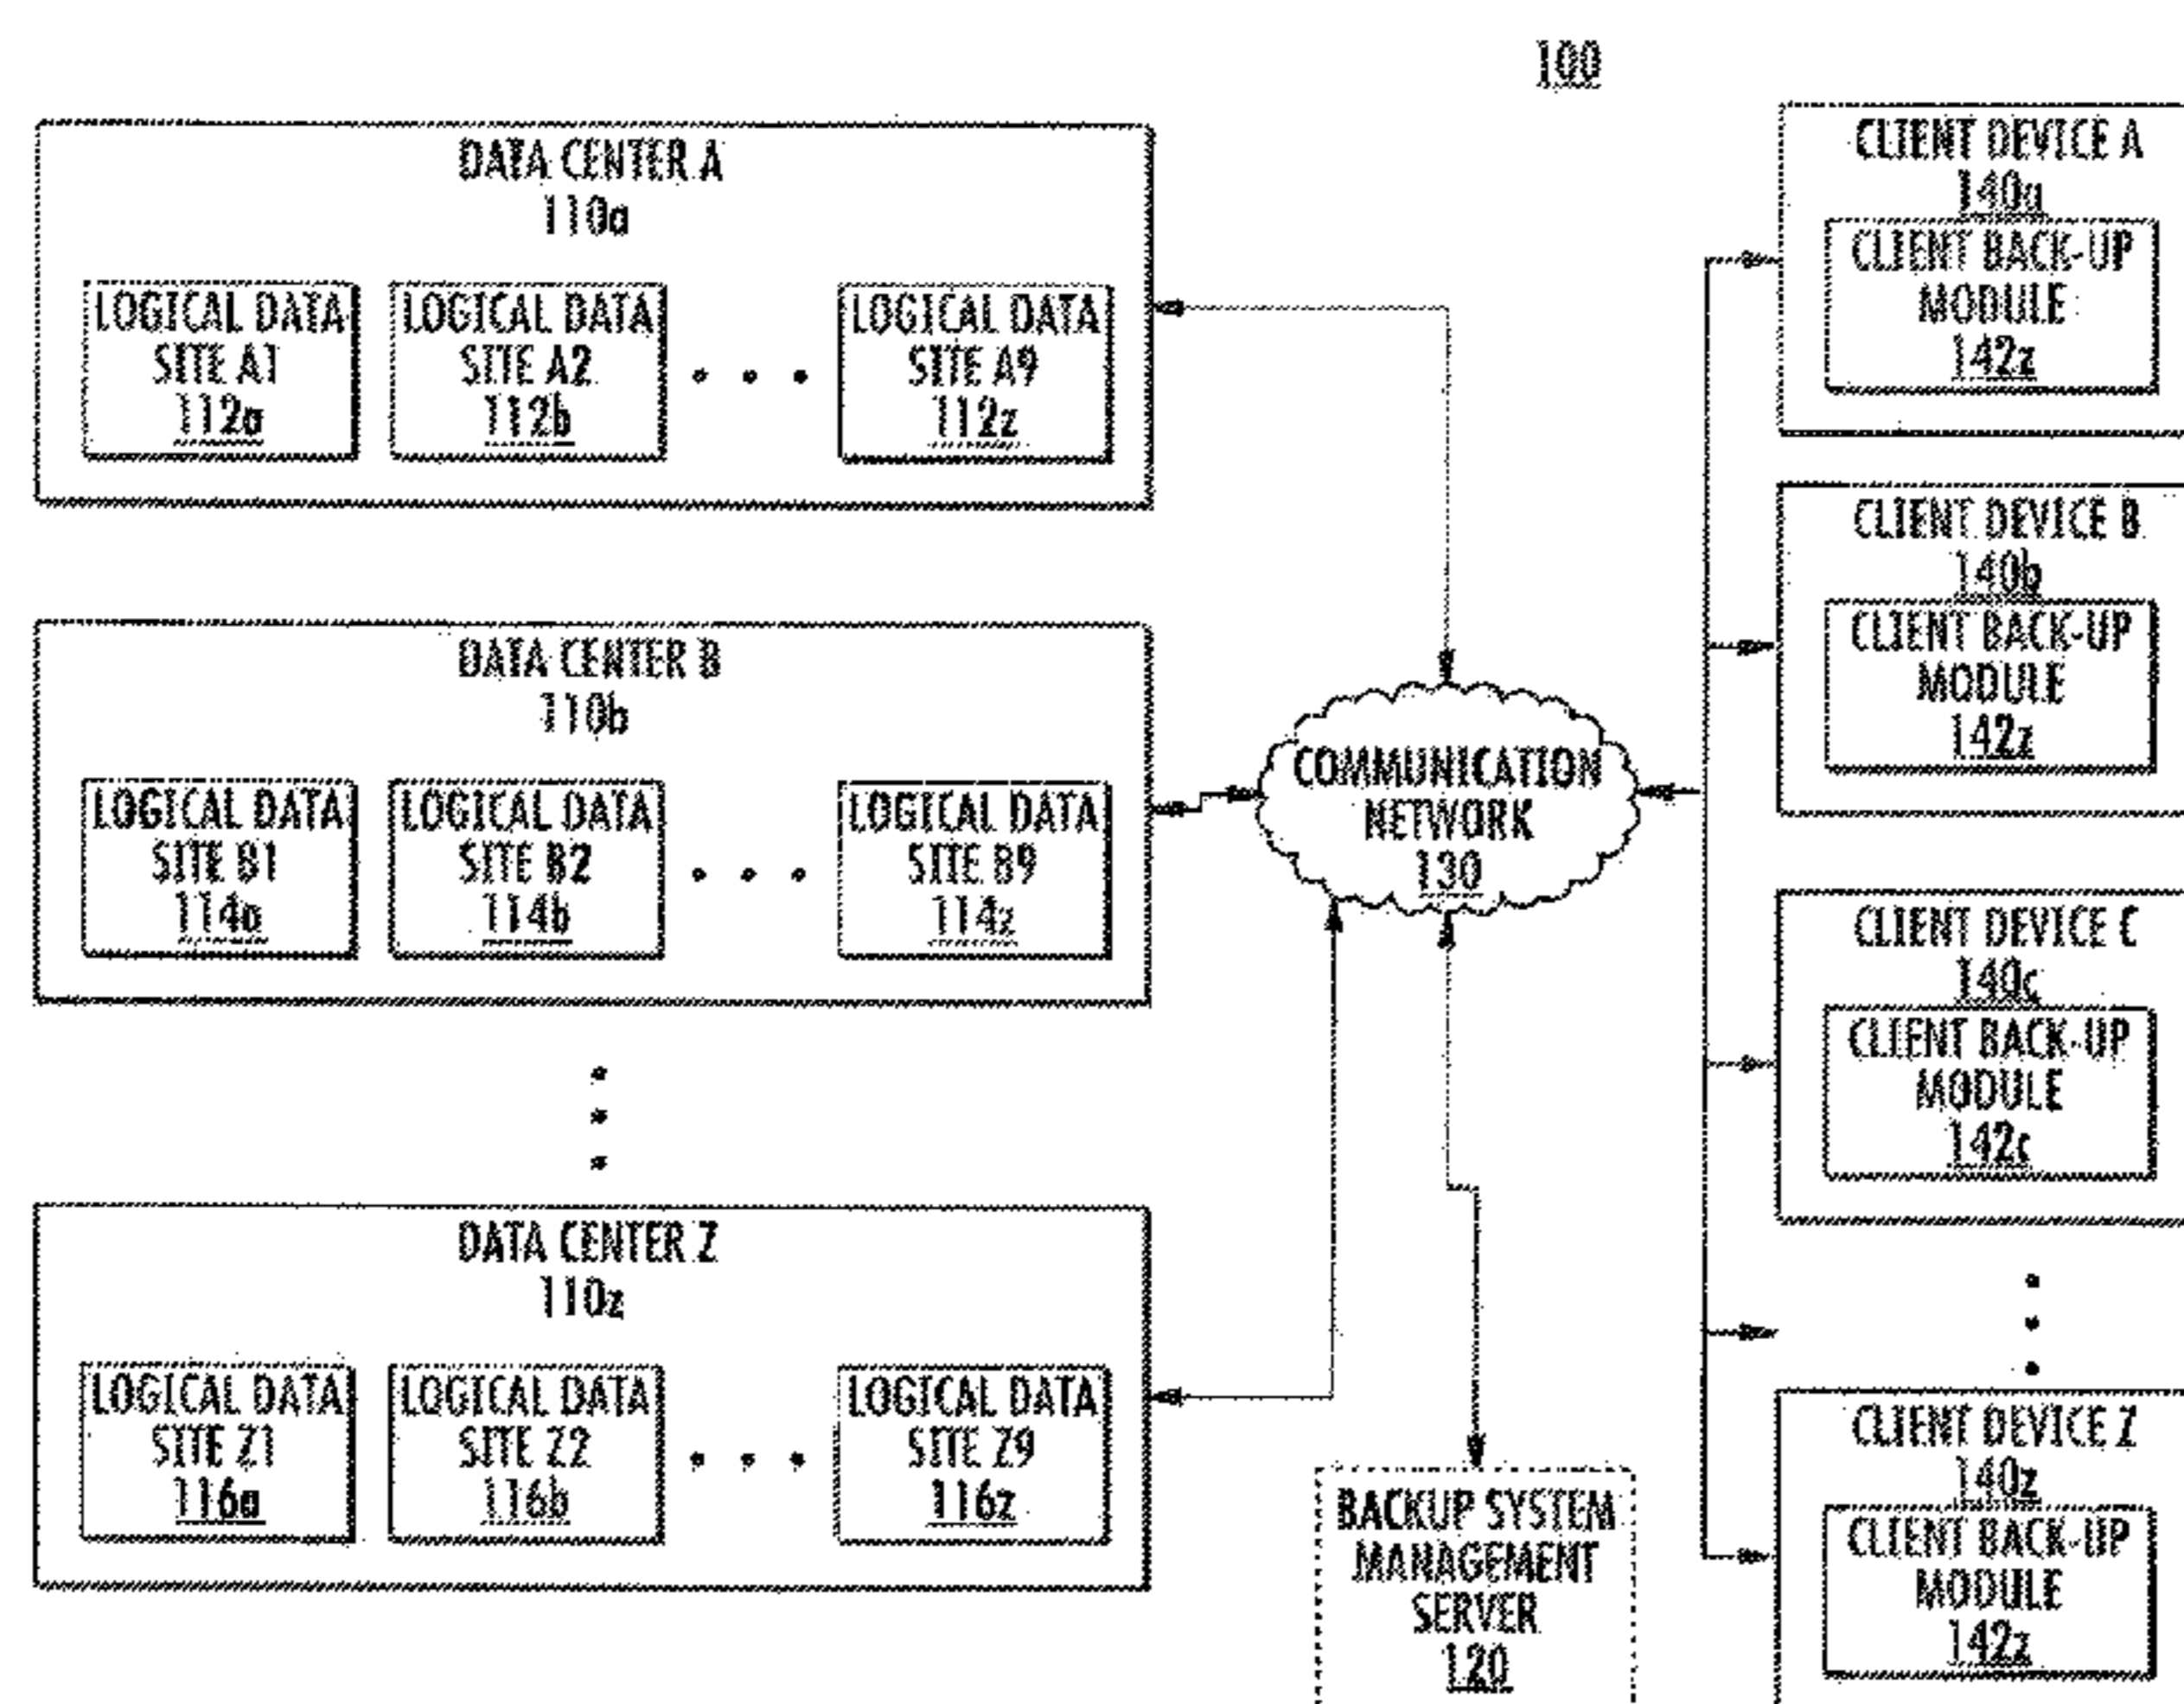 100
DATA CENTER A
110a
LOGICAL DATA
SITE A1
112a
LOGICAL DATA
SITE A2
112b
LOGICAL DATA
SITE A9
112z
DATA CENTER B
110b
LOGICAL DATA
SITE B1
114a
LOGICAL DATA
SITE B2
114b
LOGICAL DATA
SITE B9
114z
DATA CENTER Z
110z
LOGICAL DATA
SITE Z1
116a
LOGICAL DATA
SITE Z2
116b
LOGICAL DATA
SITE Z9
116z
COMMUNICATION
NETWORK
130
BACKUP SYSTEM
MANAGEMENT
SERVER
120
CLIENT DEVICE A
140a
CLIENT BACK-UP
MODULE
142z
CLIENT DEVICE B
140b
CLIENT BACK-UP
MODULE
142z
CLIENT DEVICE C
140c
CLIENT BACK-UP
MODULE
142c
CLIENT DEVICE Z
140z
CLIENT BACK-UP
MODULE
142z